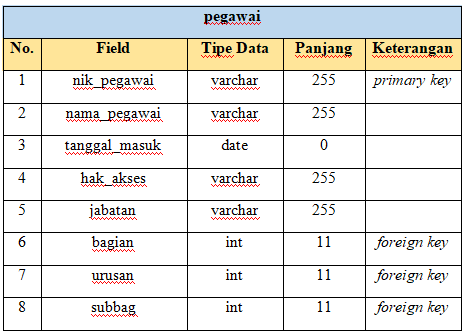 pegawai
No. Field Tipe Data Panjang Keterangan
1 nik_pegawai varchar 255 primary key
2 nama_pegawai varchar 255
3 tanggal_masuk date 0
4 hak_akses varchar 255
5 jabatan varchar 255
6 bagian int 11 foreign key
7 urusan int 11 foreign key
8 subbag int 11 foreign key